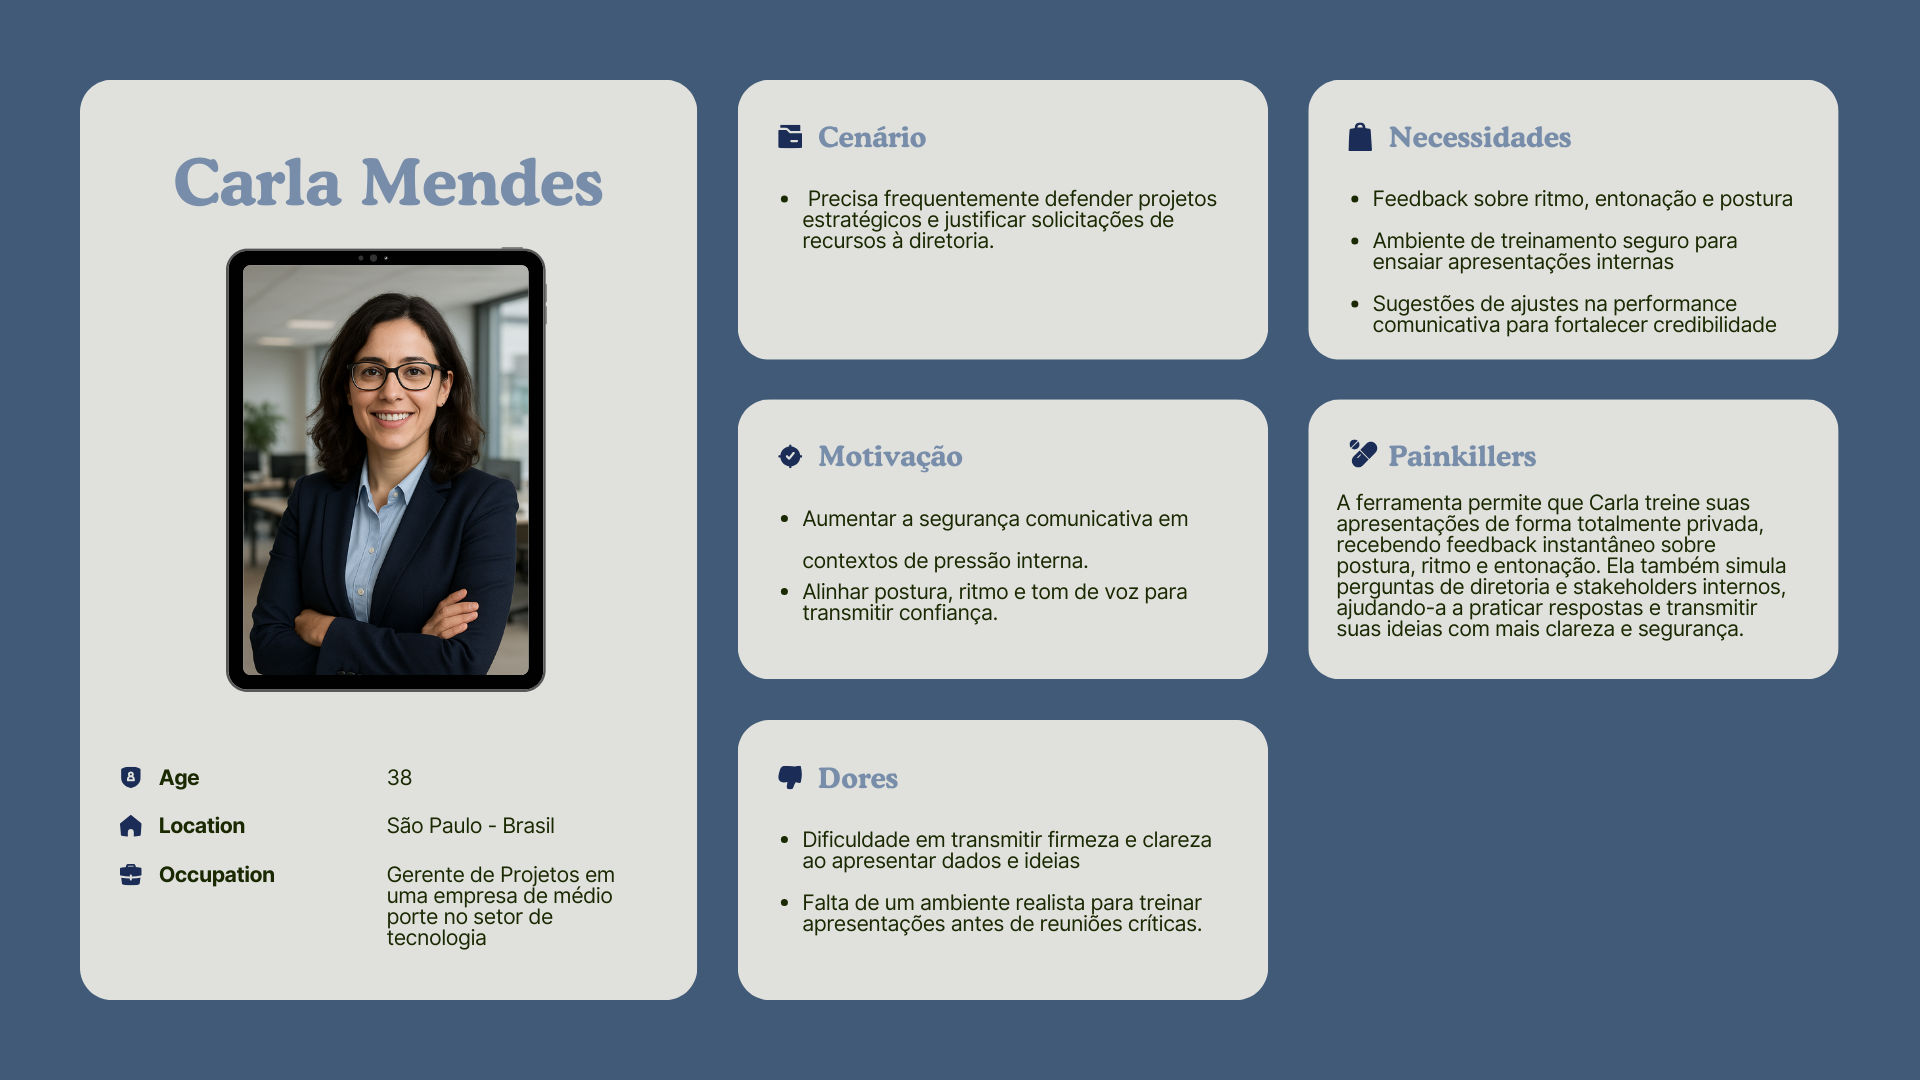 Carla Mendes
Age
38
Location
São Paulo - Brasil
Occupation
Gerente de Projetos em
uma empresa de médio
porte no setor de
tecnologia
Cenário
• Precisa frequentemente defender projetos
estratégicos e justificar solicitações de
recursos à diretoria.
Motivação
• Aumentar a segurança comunicativa em
contextos de pressão interna.
• Alinhar postura, ritmo e tom de voz para
transmitir confiança.
Dores
• Dificuldade em transmitir firmeza e clareza
ao apresentar dados e ideias
• Falta de um ambiente realista para treinar
apresentações antes de reuniões críticas.
Necessidades
• Feedback sobre ritmo, entonação e postura
• Ambiente de treinamento seguro para
ensaiar apresentações internas
• Sugestões de ajustes na performance
comunicativa para fortalecer credibilidade
Painkillers
A ferramenta permite que Carla treine suas
apresentações de forma totalmente privada,
recebendo feedback instantâneo sobre
postura, ritmo e entonação. Ela também simula
perguntas de diretoria e stakeholders internos,
ajudando-a a praticar respostas e transmitir
suas ideias com mais clareza e segurança.